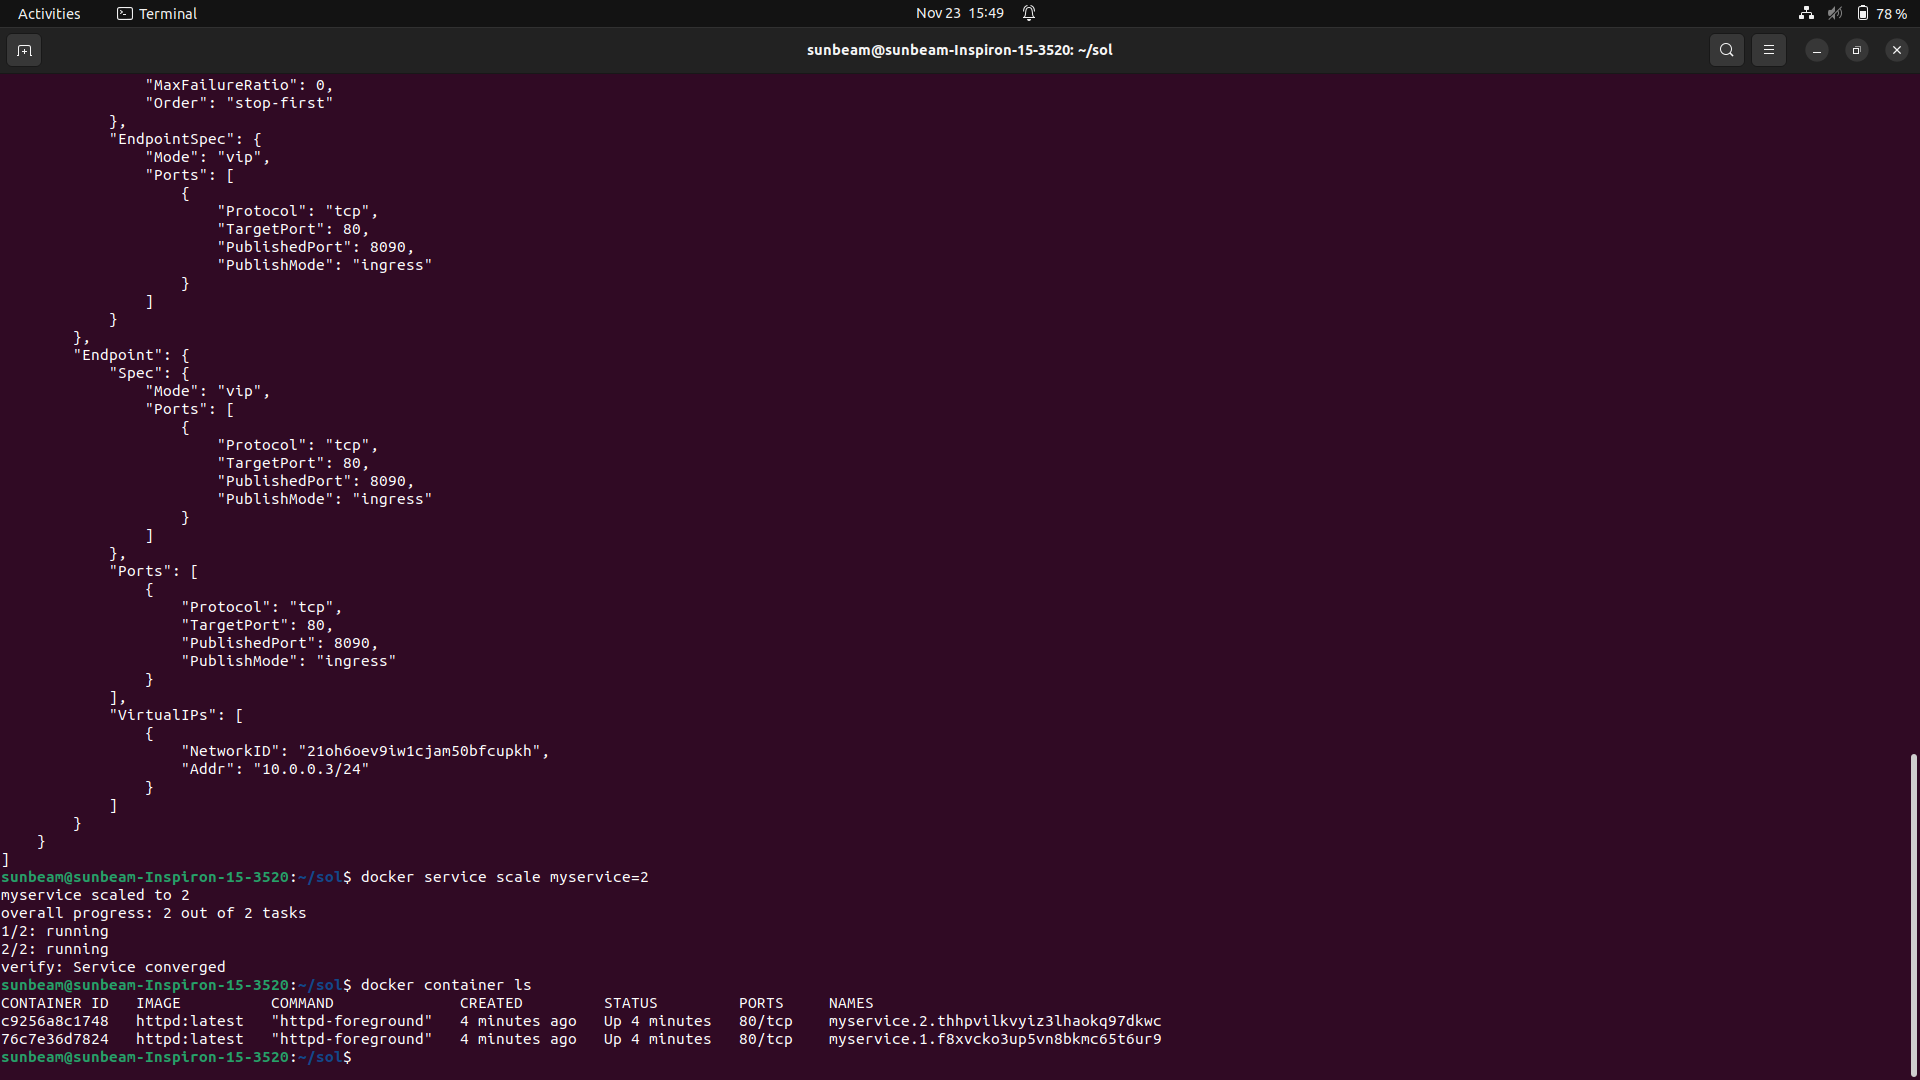 Activities Terminal Nov 23 15:49 78 %
sunbeam@sunbeam-Inspiron-15-3520: ~/sol
"MaxFailureRatio": 0,
"Order": "stop-first"
},
"EndpointSpec": {
"Mode": "vip",
"Ports": [
{
"Protocol": "tcp",
"TargetPort": 80,
"PublishedPort": 8090,
"PublishMode": "ingress"
}
]
}
},
"Endpoint": {
"Spec": {
"Mode": "vip",
"Ports": [
{
"Protocol": "tcp",
"TargetPort": 80,
"PublishedPort": 8090,
"PublishMode": "ingress"
}
]
},
"Ports": [
{
"Protocol": "tcp",
"TargetPort": 80,
"PublishedPort": 8090,
"PublishMode": "ingress"
}
],
"VirtualIPs": [
{
"NetworkID": "21oh6oev9iw1cjam50bfcupkh",
"Addr": "10.0.0.3/24"
}
]
}
}
]
sunbeam@sunbeam-Inspiron-15-3520:~/sol$ docker service scale myservice=2
myservice scaled to 2
overall progress: 2 out of 2 tasks
1/2: running
2/2: running
verify: Service converged
sunbeam@sunbeam-Inspiron-15-3520:~/sol$ docker container ls
CONTAINER ID IMAGE COMMAND CREATED STATUS PORTS NAMES
c9256a8c1748 httpd:latest "httpd-foreground" 4 minutes ago Up 4 minutes 80/tcp myservice.2.thhpvilkvyiz3lhaokq97dkwc
76c7e36d7824 httpd:latest "httpd-foreground" 4 minutes ago Up 4 minutes 80/tcp myservice.1.f8xvcko3up5vn8bkmc65t6ur9
sunbeam@sunbeam-Inspiron-15-3520:~/sol$